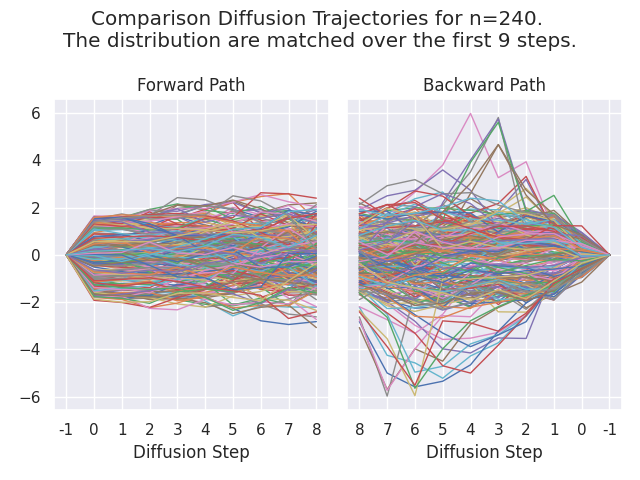 Comparison Diffusion Trajectories for n=240.
The distribution are matched over the first 9 steps.
Forward Path
Backward Path
6
4
2
0
−2
−4
−6
-1 0 1 2 3 4 5 6 7 8
8 7 6 5 4 3 2 1 0 -1
Diffusion Step
Diffusion Step